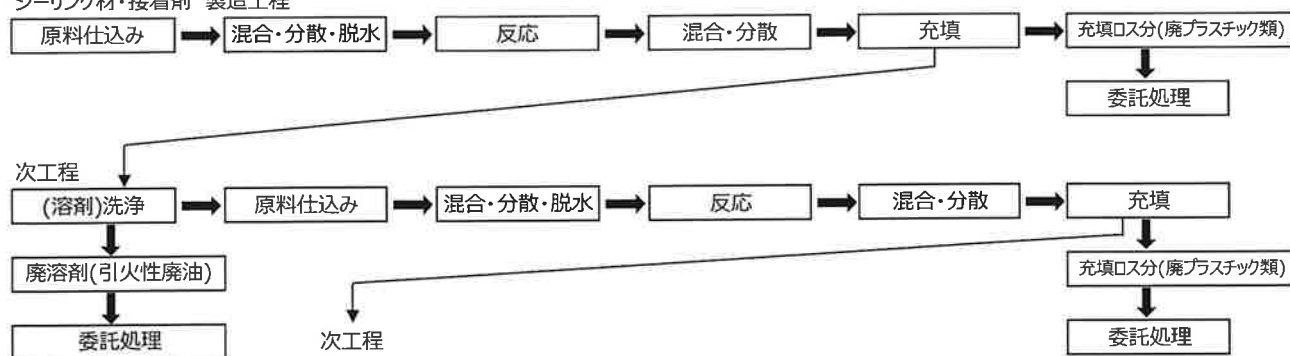 シーリング材・接着剤 製造工程
原料仕込み
混合・分散・脱水
反応
混合・分散
充填
充填ロス分(廃プラスチック類)
委託処理
次工程
(溶剤)洗浄
原料仕込み
混合・分散・脱水
反応
混合・分散
充填
廃溶剤(引火性廃油)
充填ロス分(廃プラスチック類)
委託処理
次工程
委託処理